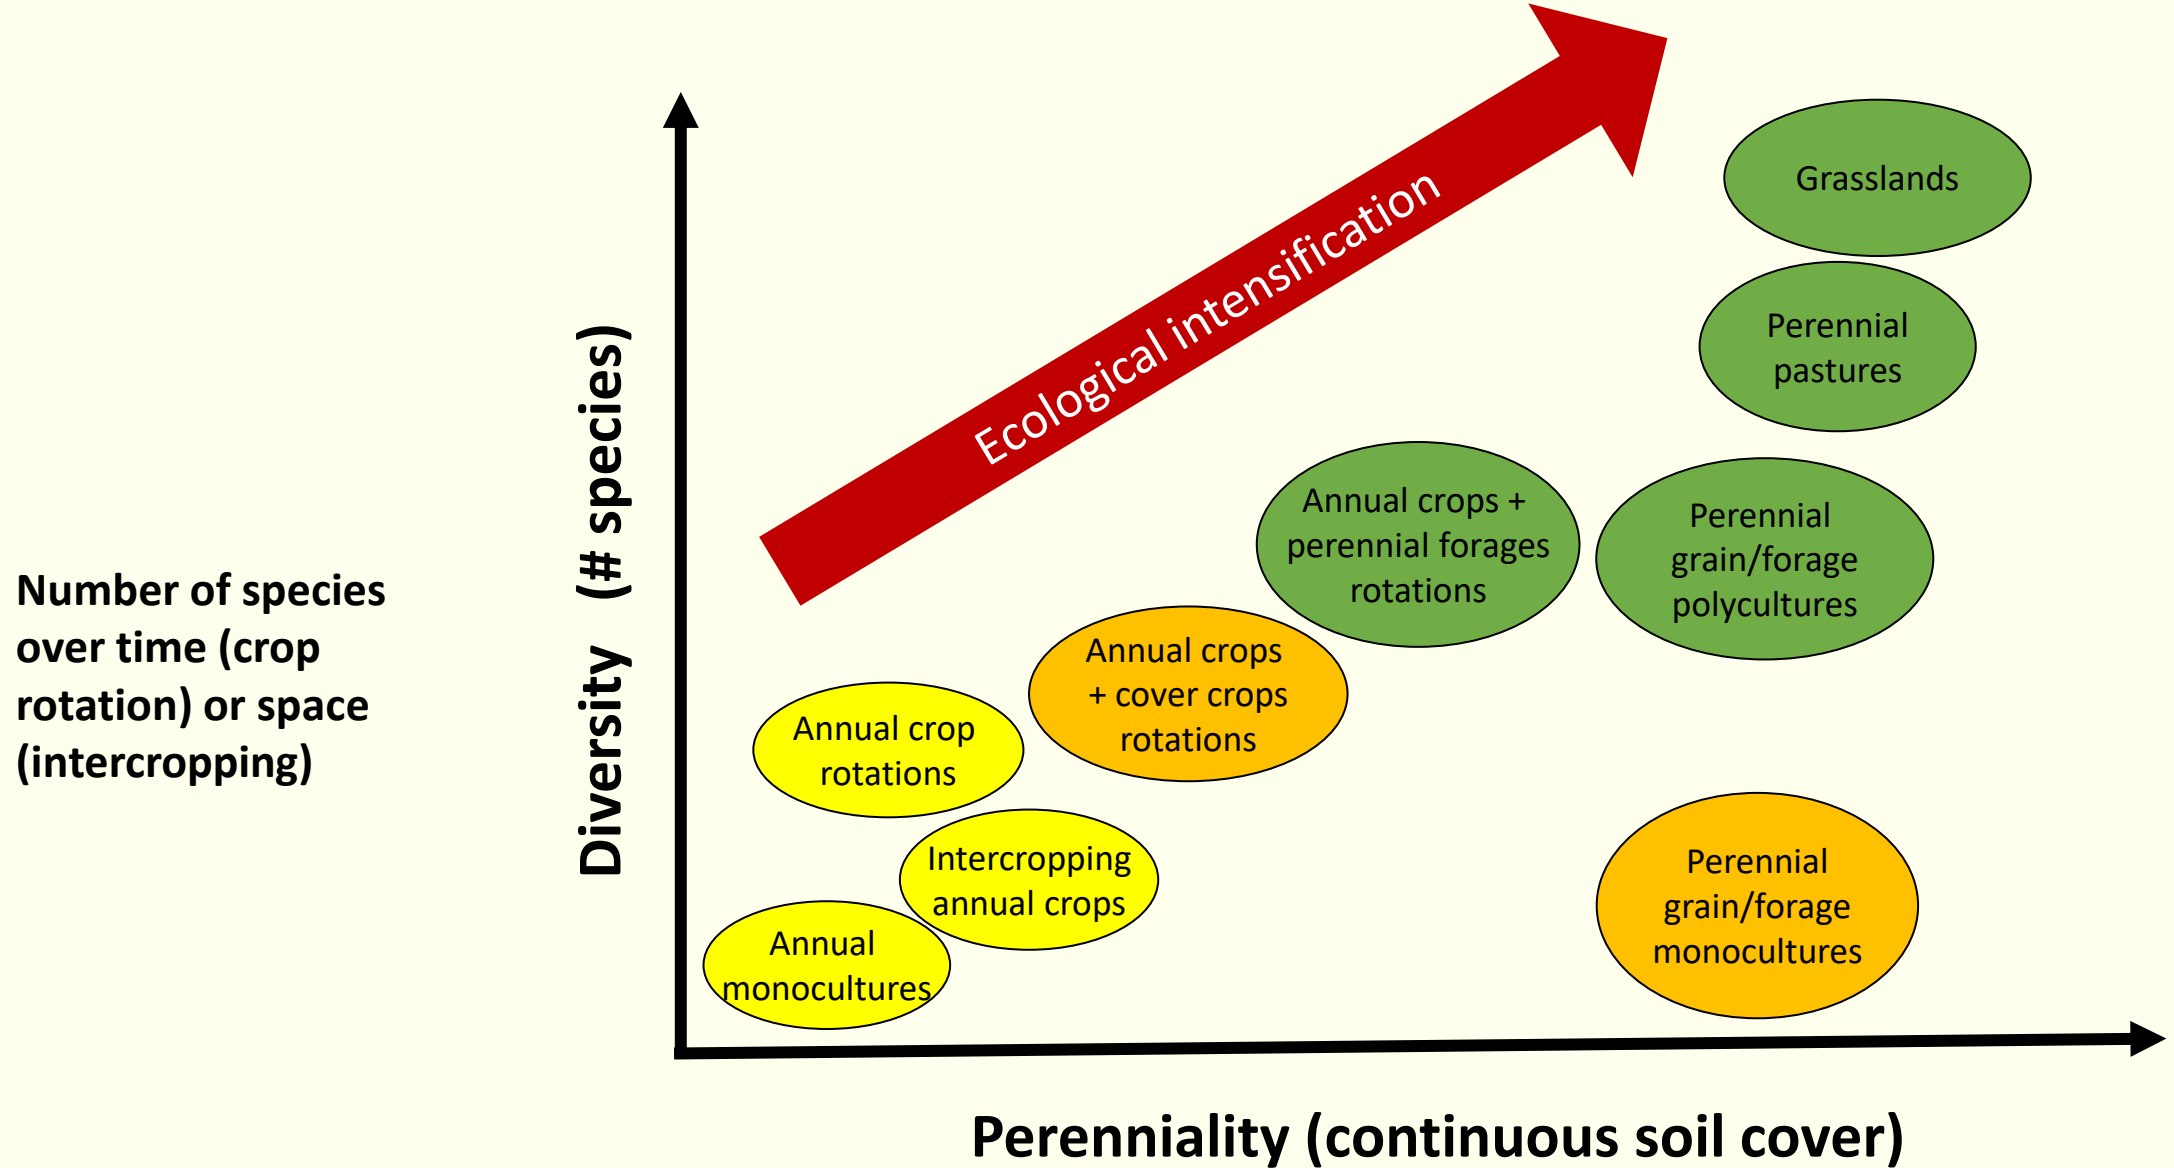 Ecological intensification
Grasslands
Perennial
pastures
Annual crops +
perennial forages
rotations
Perennial
grain/forage
polycultures
Number of species
over time (crop
rotation) or space
(intercropping)
Diversity (# species)
Annual crops
+ cover crops
rotations
Annual crop
rotations
Intercropping
annual crops
Annual
monocultures
Perennial
grain/forage
monocultures
Perenniality (continuous soil cover)